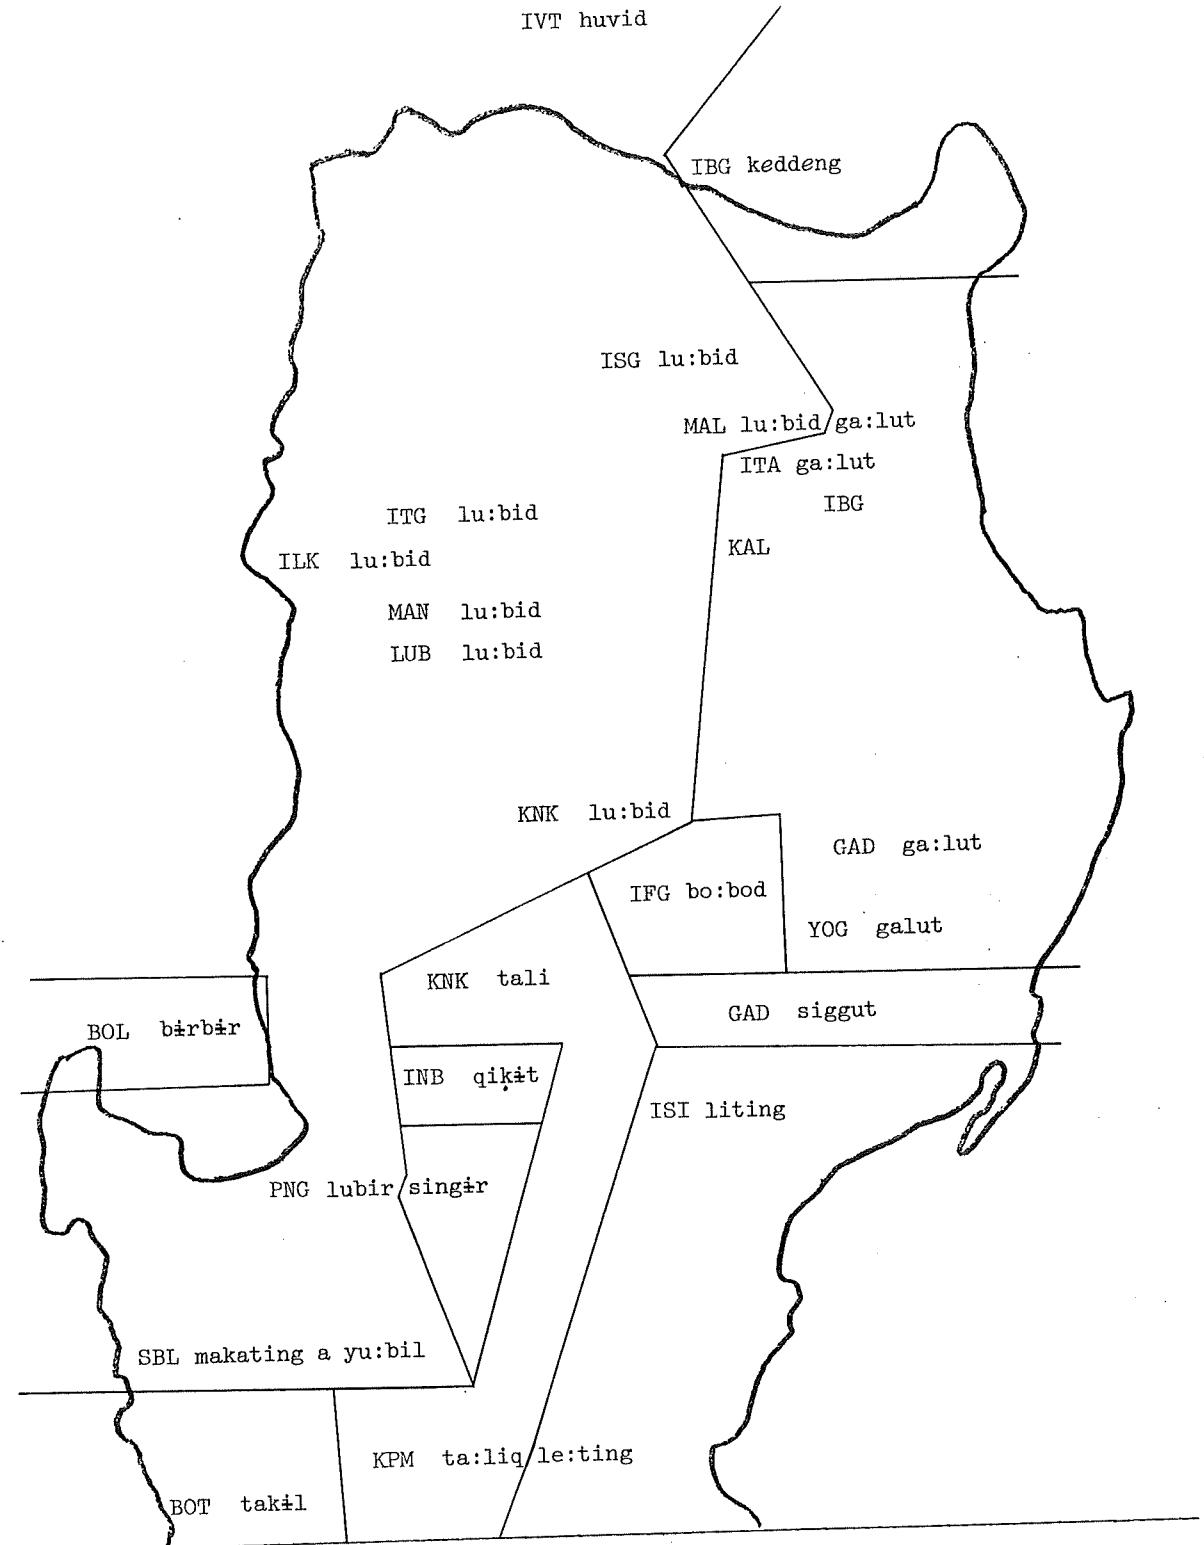 IVT huvid
IBG keddeng
ISG lu:bid
MAL lu:bid/ga:lut
ITA ga:lut
IBG
ITG lu:bid
KAL
ILK lu:bid
MAN lu:bid
LUB lu:bid
KNK lu:bid
GAD ga:lut
IFG bo:bod
YOG galut
KNK tali
GAD siggut
BOL bɨrbɨr
INB qiḳɨt
ISI liting
PNG lubir/singɨr
SBL makating a yu:bil
KPM ta:liq/le:ting
BOT takɨl